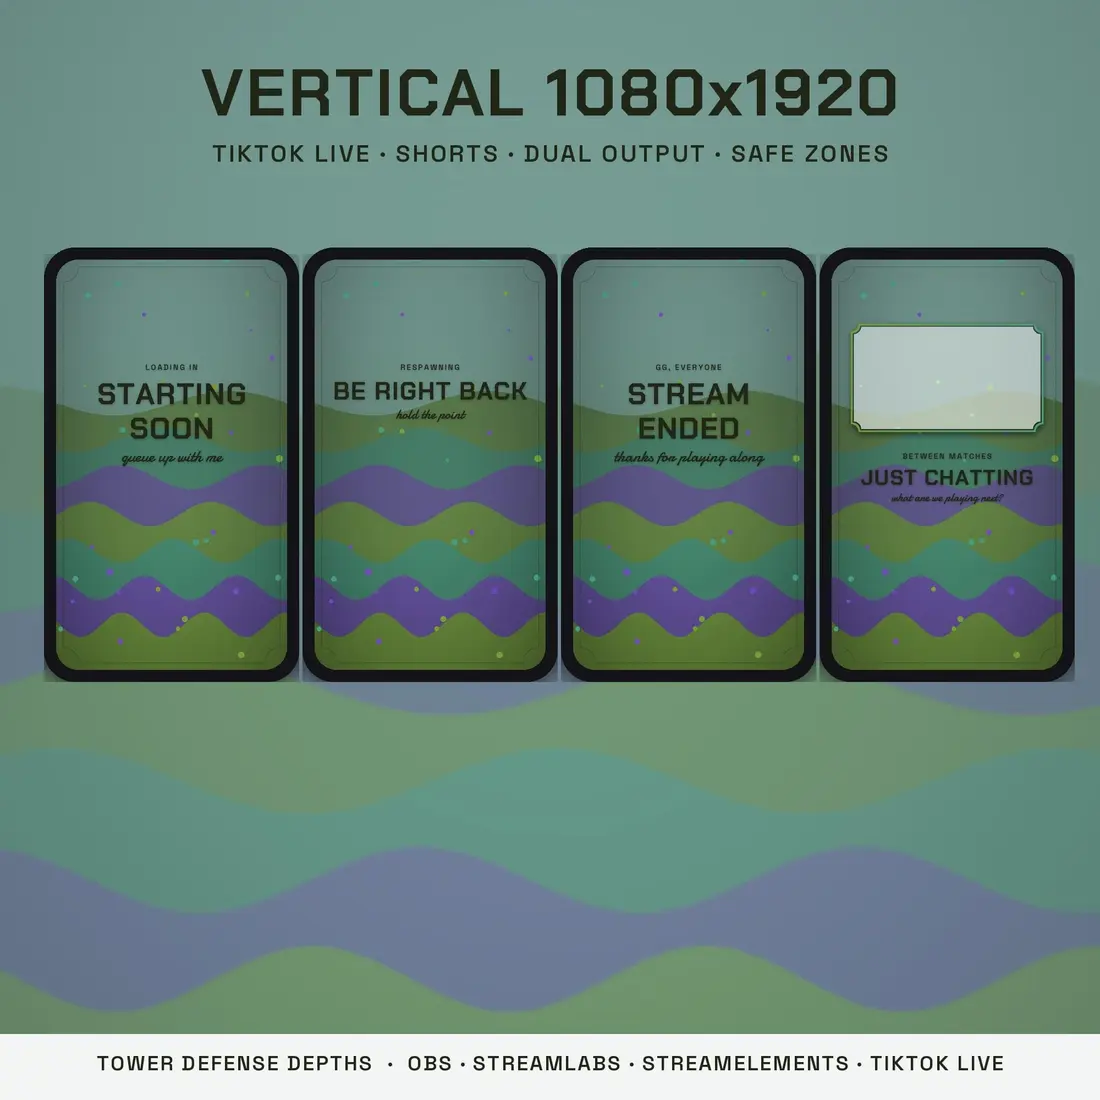 VERTICAL 1080x1920
TIKTOK LIVE · SHORTS · DUAL OUTPUT · SAFE ZONES
LOADING IN
STARTING
SOON
queue up with me
RESPAWNING
BE RIGHT BACK
hold the point
GG, EVERYONE
STREAM
ENDED
thanks for playing along
BETWEEN MATCHES
JUST CHATTING
what are we playing next?
TOWER DEFENSE DEPTHS · OBS · STREAMLABS · STREAMELEMENTS · TIKTOK LIVE